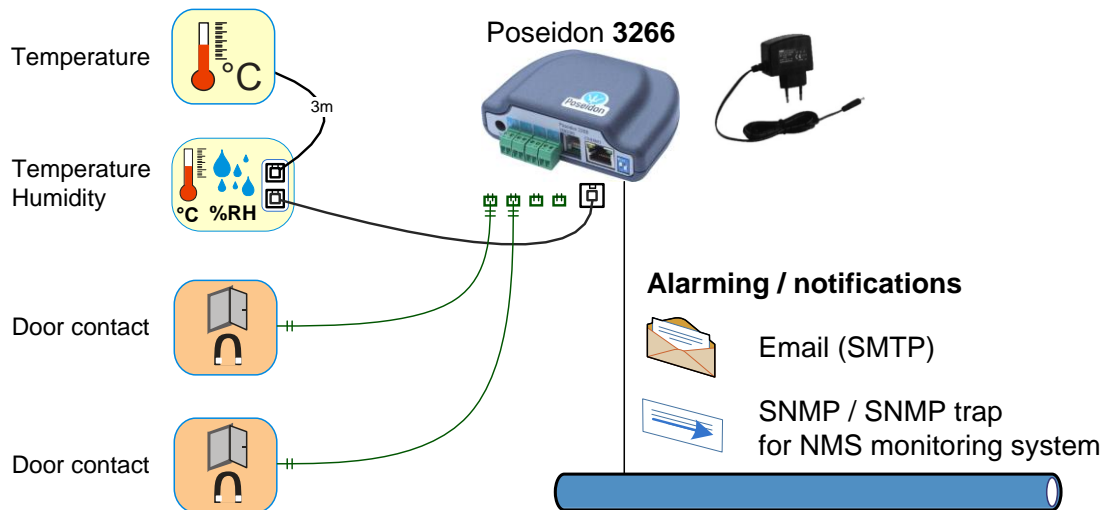 Poseidon 3266
Temperature
°C
3m
Poseidon
Temperature
Humidity
°C %RH
Alarming / notifications
Door contact
Email (SMTP)
SNMP / SNMP trap
for NMS monitoring system
Door contact